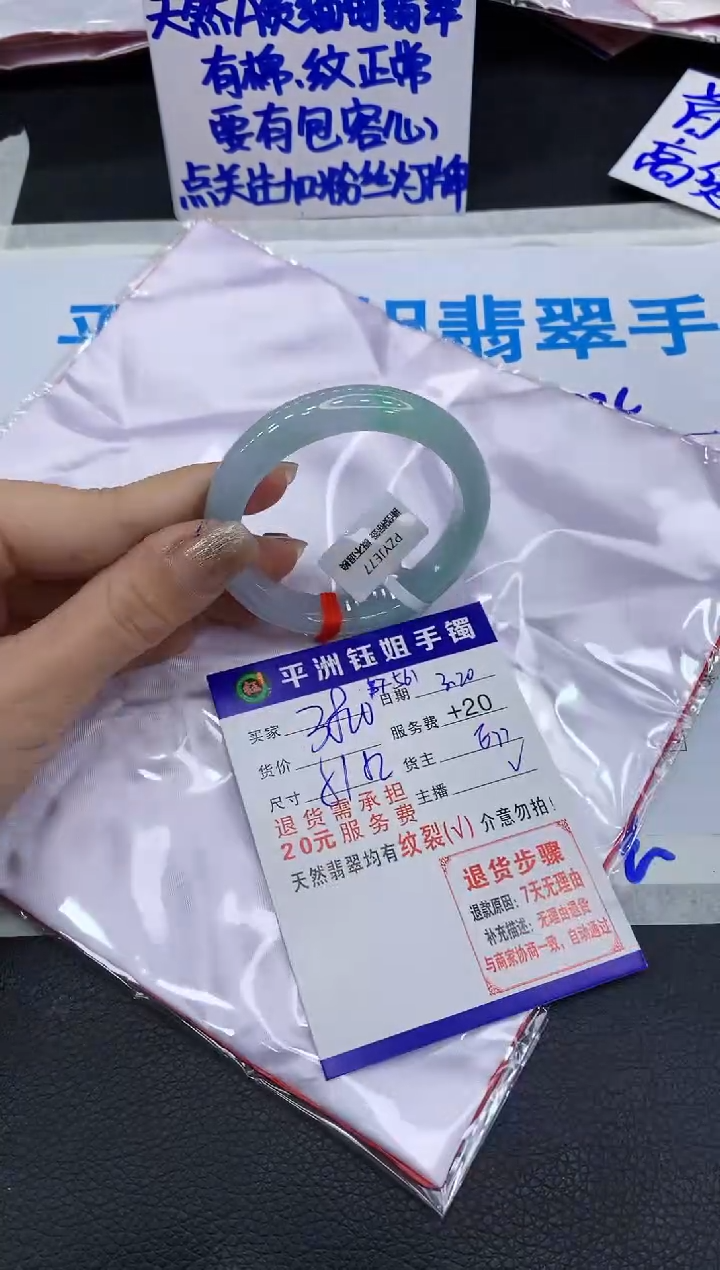 天然A质细
翡翠
有棉、纹正常
要有包容心
点关注加粉丝灯牌
高
翡翠手
PZYJE77
平洲钰姐手镯
买家
日期 3.20
货价
服务费 +20
尺寸
货主 E77
退货需承担
主播
20元服务费
天然翡翠均有纹裂(√) 介意勿拍!
退货步骤
退款原因：7天无理由
补充描述：无理由退货
与商家协商一致，自动通过